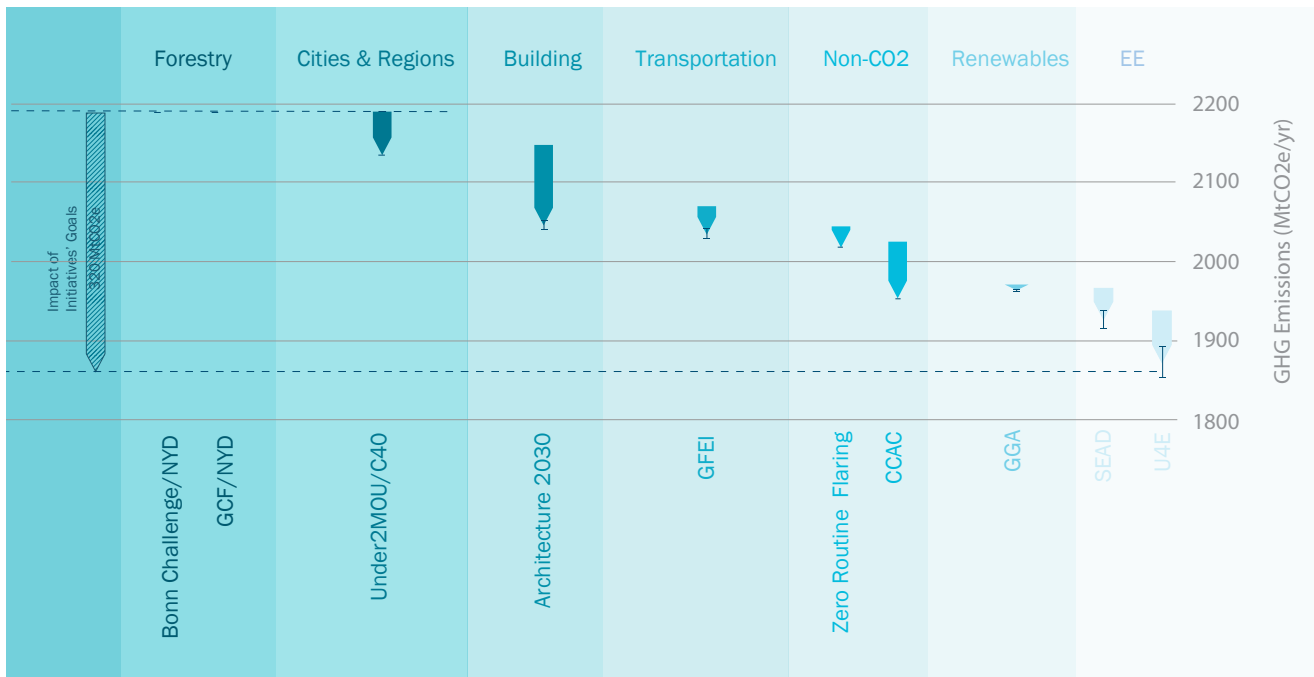 Forestry
Cities & Regions
Building
Transportation
Non-CO2
Renewables
EE
2200
2100
2000
1900
1800
GHG Emissions (MtCO2e/yr)
Impact of
Initiatives' Goals
320 MtCO2e
Bonn Challenge/NYD
GCF/NYD
Under2MOU/C40
Architecture 2030
GFEI
Zero Routine Flaring
CCAC
GGA
SEAD
U4E